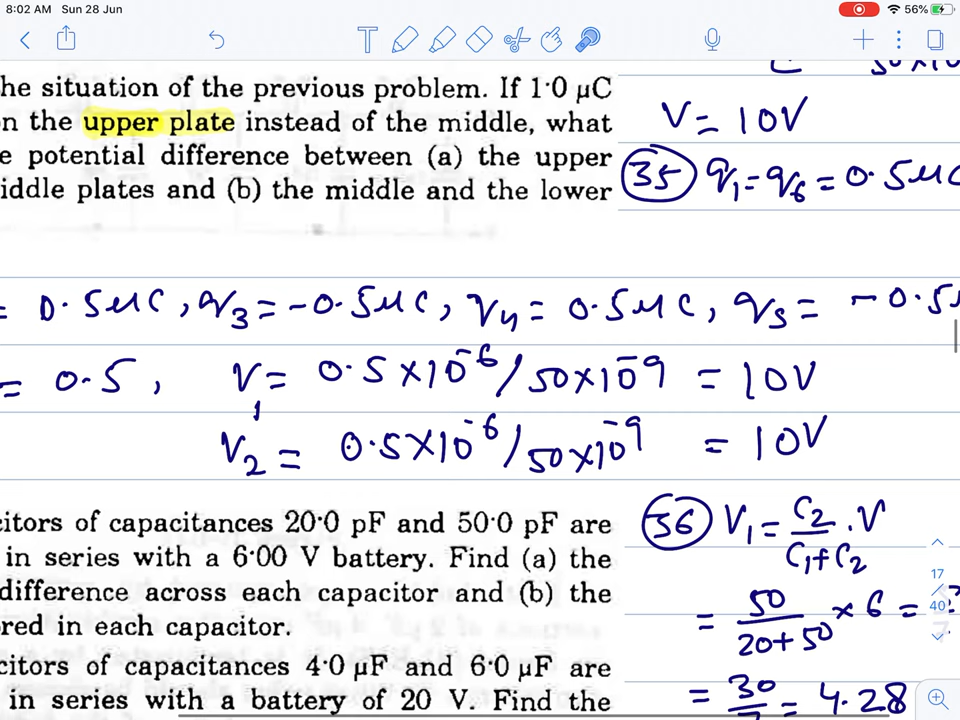 8:02 AM Sun 28 Jun
56%
he situation of the previous problem. If 1·0 μC
n the upper plate instead of the middle, what
e potential difference between (a) the upper
iddle plates and (b) the middle and the lower
V = 10V
(35) q1 = q6 = 0.5μC
= 0.5μC, q3 = -0.5μC, q4 = 0.5μC, q5 = -0.5
= 0.5, V1 = 0.5×10^-6/50×10^-9 = 10V
V2 = 0.5×10^-6/50×10^-9 = 10V
citors of capacitances 20·0 pF and 50·0 pF are
in series with a 6·00 V battery. Find (a) the
difference across each capacitor and (b) the
red in each capacitor.
citors of capacitances 4·0 μF and 6·0 μF are
in series with a battery of 20 V. Find the
(36) V1 = C2/C1+C2 . V
= 50/20+50 × 6 = ?
= 30/7 = 4.28
17
40